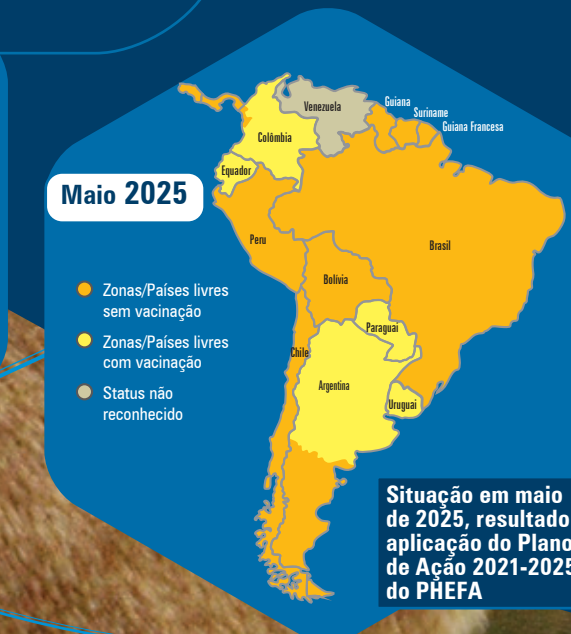 Maio 2025
Zonas/Países livres
sem vacinação
Zonas/Países livres
com vacinação
Status não
reconhecido
Venezuela
Guiana
Suriname
Guiana Francesa
Colômbia
Equador
Peru
Brasil
Bolívia
Paraguai
Chile
Argentina
Uruguai
Situação em maio
de 2025, resultado
aplicação do Plano
de Ação 2021-2025
do PHEFA